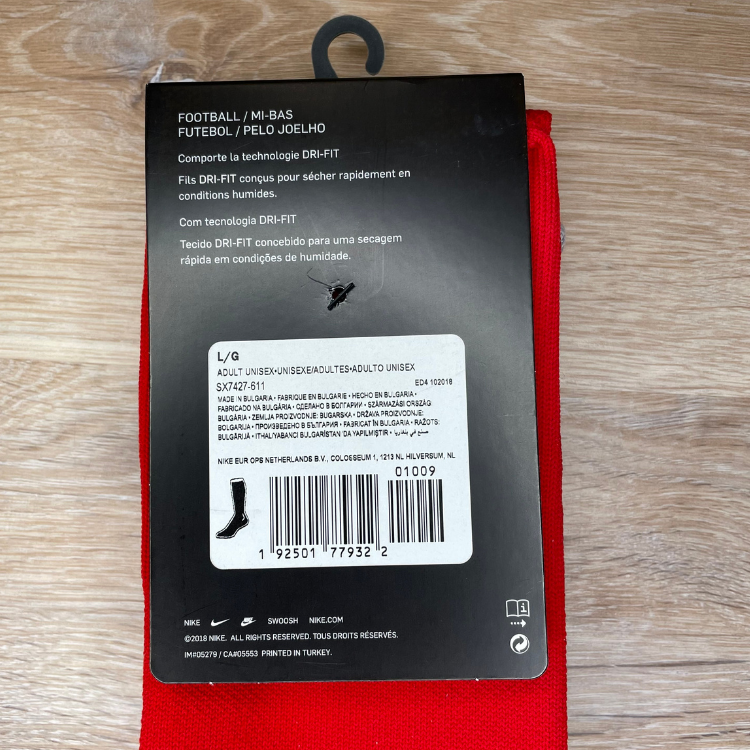 FOOTBALL / MI-BAS
FUTEBOL / PELO JOELHO
Comporte la technologie DRI-FIT
Fils DRI-FIT conçus pour sécher rapidement en
conditions humides.
Com tecnologia DRI-FIT
Tecido DRI-FIT concebido para uma secagem
rápida em condições de humidade.
L/G
ADULT UNISEX•UNISEXE/ADULTES•ADULTO UNISEX
SX7427-611 ED4 102018
MADE IN BULGARIA • FABRIQUE EN BULGARIE • HECHO EN BULGARIA •
FABRICADO NA BULGÁRIA • СДЕЛАНО В БОЛГАРИИ • SZÁRMAZÁSI ORSZÁG:
BULGÁRIA • ZEMLJA PROIZVODNJE: BUGARSKA • DRŽAVA PROIZVODNJE:
BOLGARIJA • ПРОИЗВЕДЕНО В БЪЛГАРИЯ • FABRICAT ÎN BULGARIA • RAŽOTS:
BULGĀRIJĀ • ITHALİYABANCI BULGARİSTAN'DA YAPILMIŞTIR • صنع في بلغاريا
NIKE EUR OPS NETHERLANDS B.V., COLOSSEUM 1, 1213 NL HILVERSUM, NL
01009
1 92501 77932 2
NIKE SWOOSH NIKE.COM
©2018 NIKE. ALL RIGHTS RESERVED. TOUS DROITS RÉSERVÉS.
IM#05279 / CA#05553 PRINTED IN TURKEY.